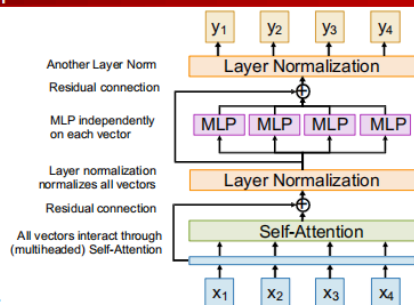 y1 y2 y3 y4
Another Layer Norm
Layer Normalization
Residual connection
MLP independently
on each vector
MLP MLP MLP MLP
Layer normalization
normalizes all vectors
Layer Normalization
Residual connection
All vectors interact through
(multiheaded) Self-Attention
Self-Attention
x1 x2 x3 x4